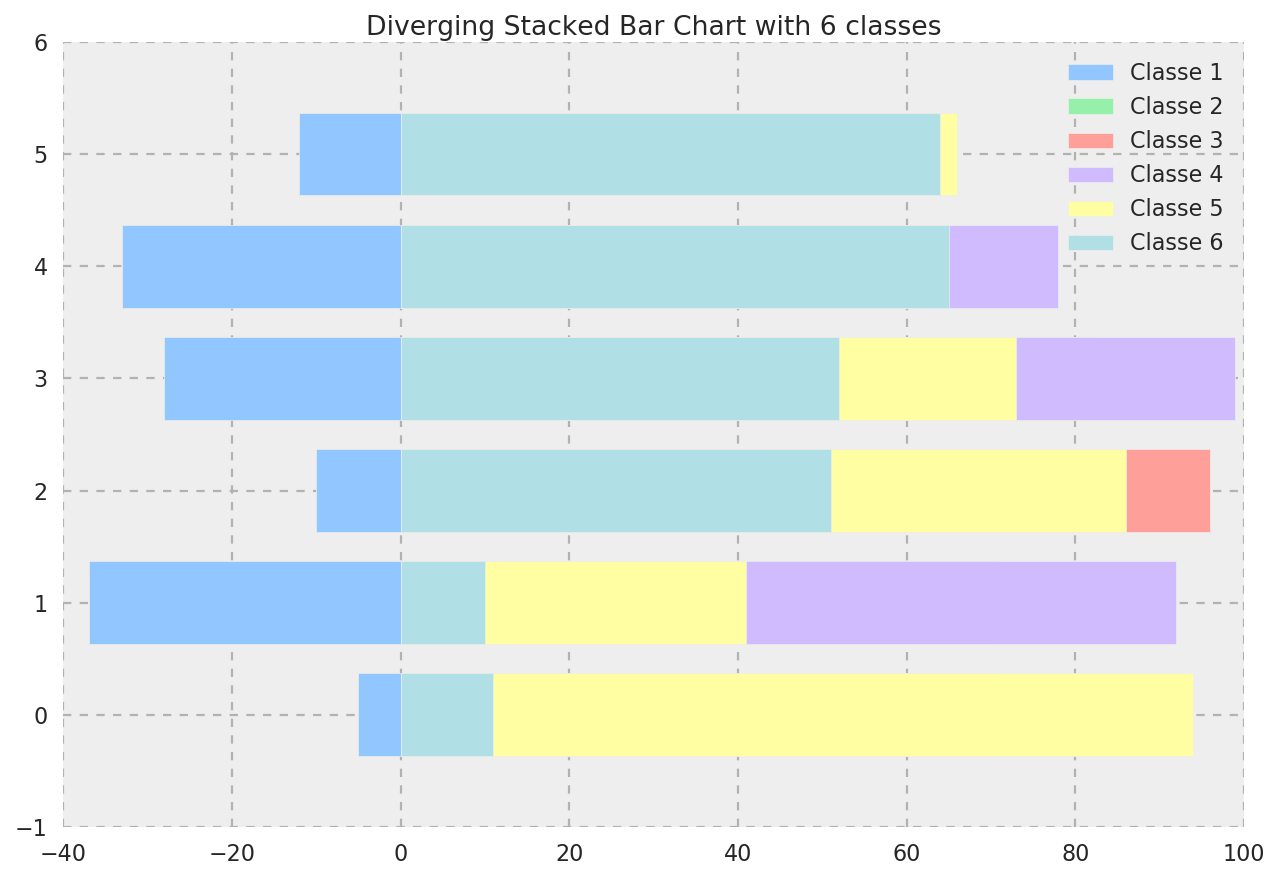 Diverging Stacked Bar Chart with 6 classes
6
5
4
3
2
1
0
−1
Classe 1
Classe 2
Classe 3
Classe 4
Classe 5
Classe 6
−40 −20 0 20 40 60 80 100